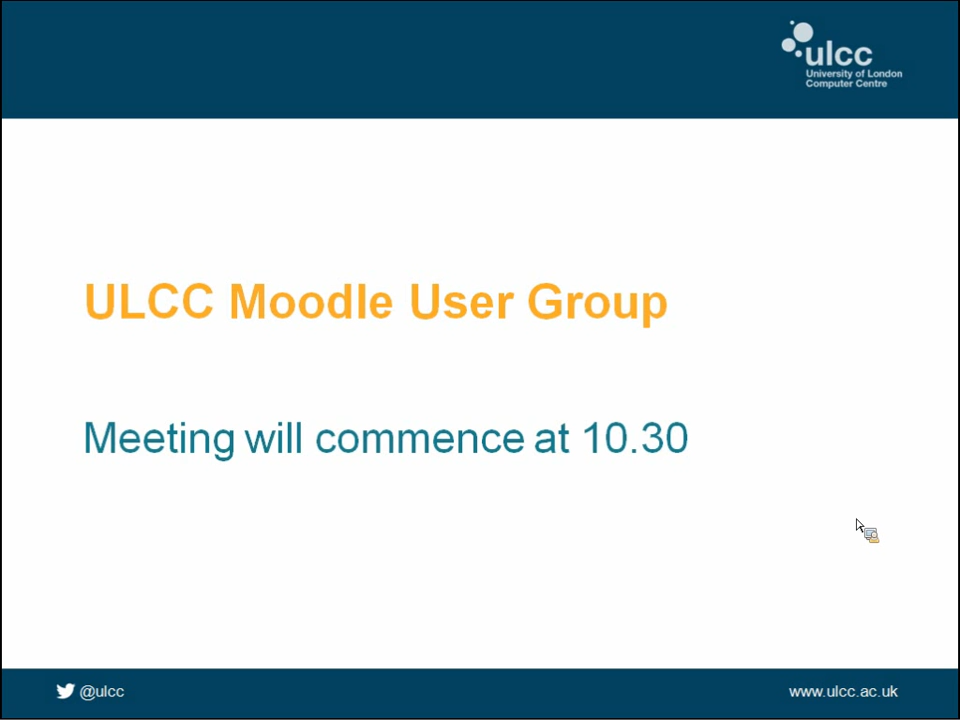 ulcc
University of London
Computer Centre
ULCC Moodle User Group
Meeting will commence at 10.30
@ulcc
www.ulcc.ac.uk